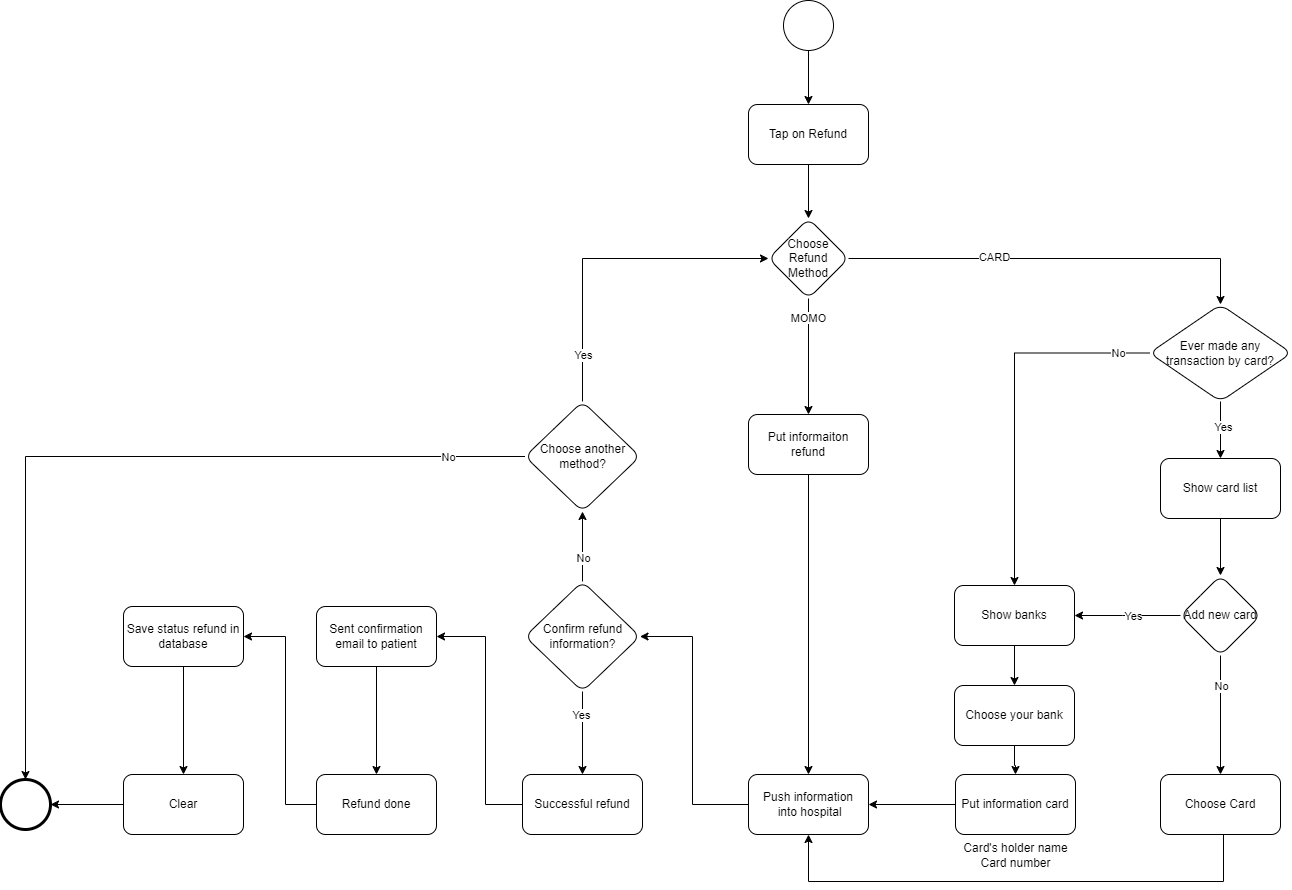 Tap on Refund
Choose
Refund
Method
CARD
MOMO
Ever made any
transaction by card?
No
Yes
Yes
Put informaiton
refund
Choose another
method?
No
Show card list
No
Show banks
Yes
Add new card
Save status refund in
database
Sent confirmation
email to patient
Confirm refund
information?
No
Choose your bank
Yes
Clear
Refund done
Successful refund
Push information
into hospital
Put information card
Choose Card
Card's holder name
Card number